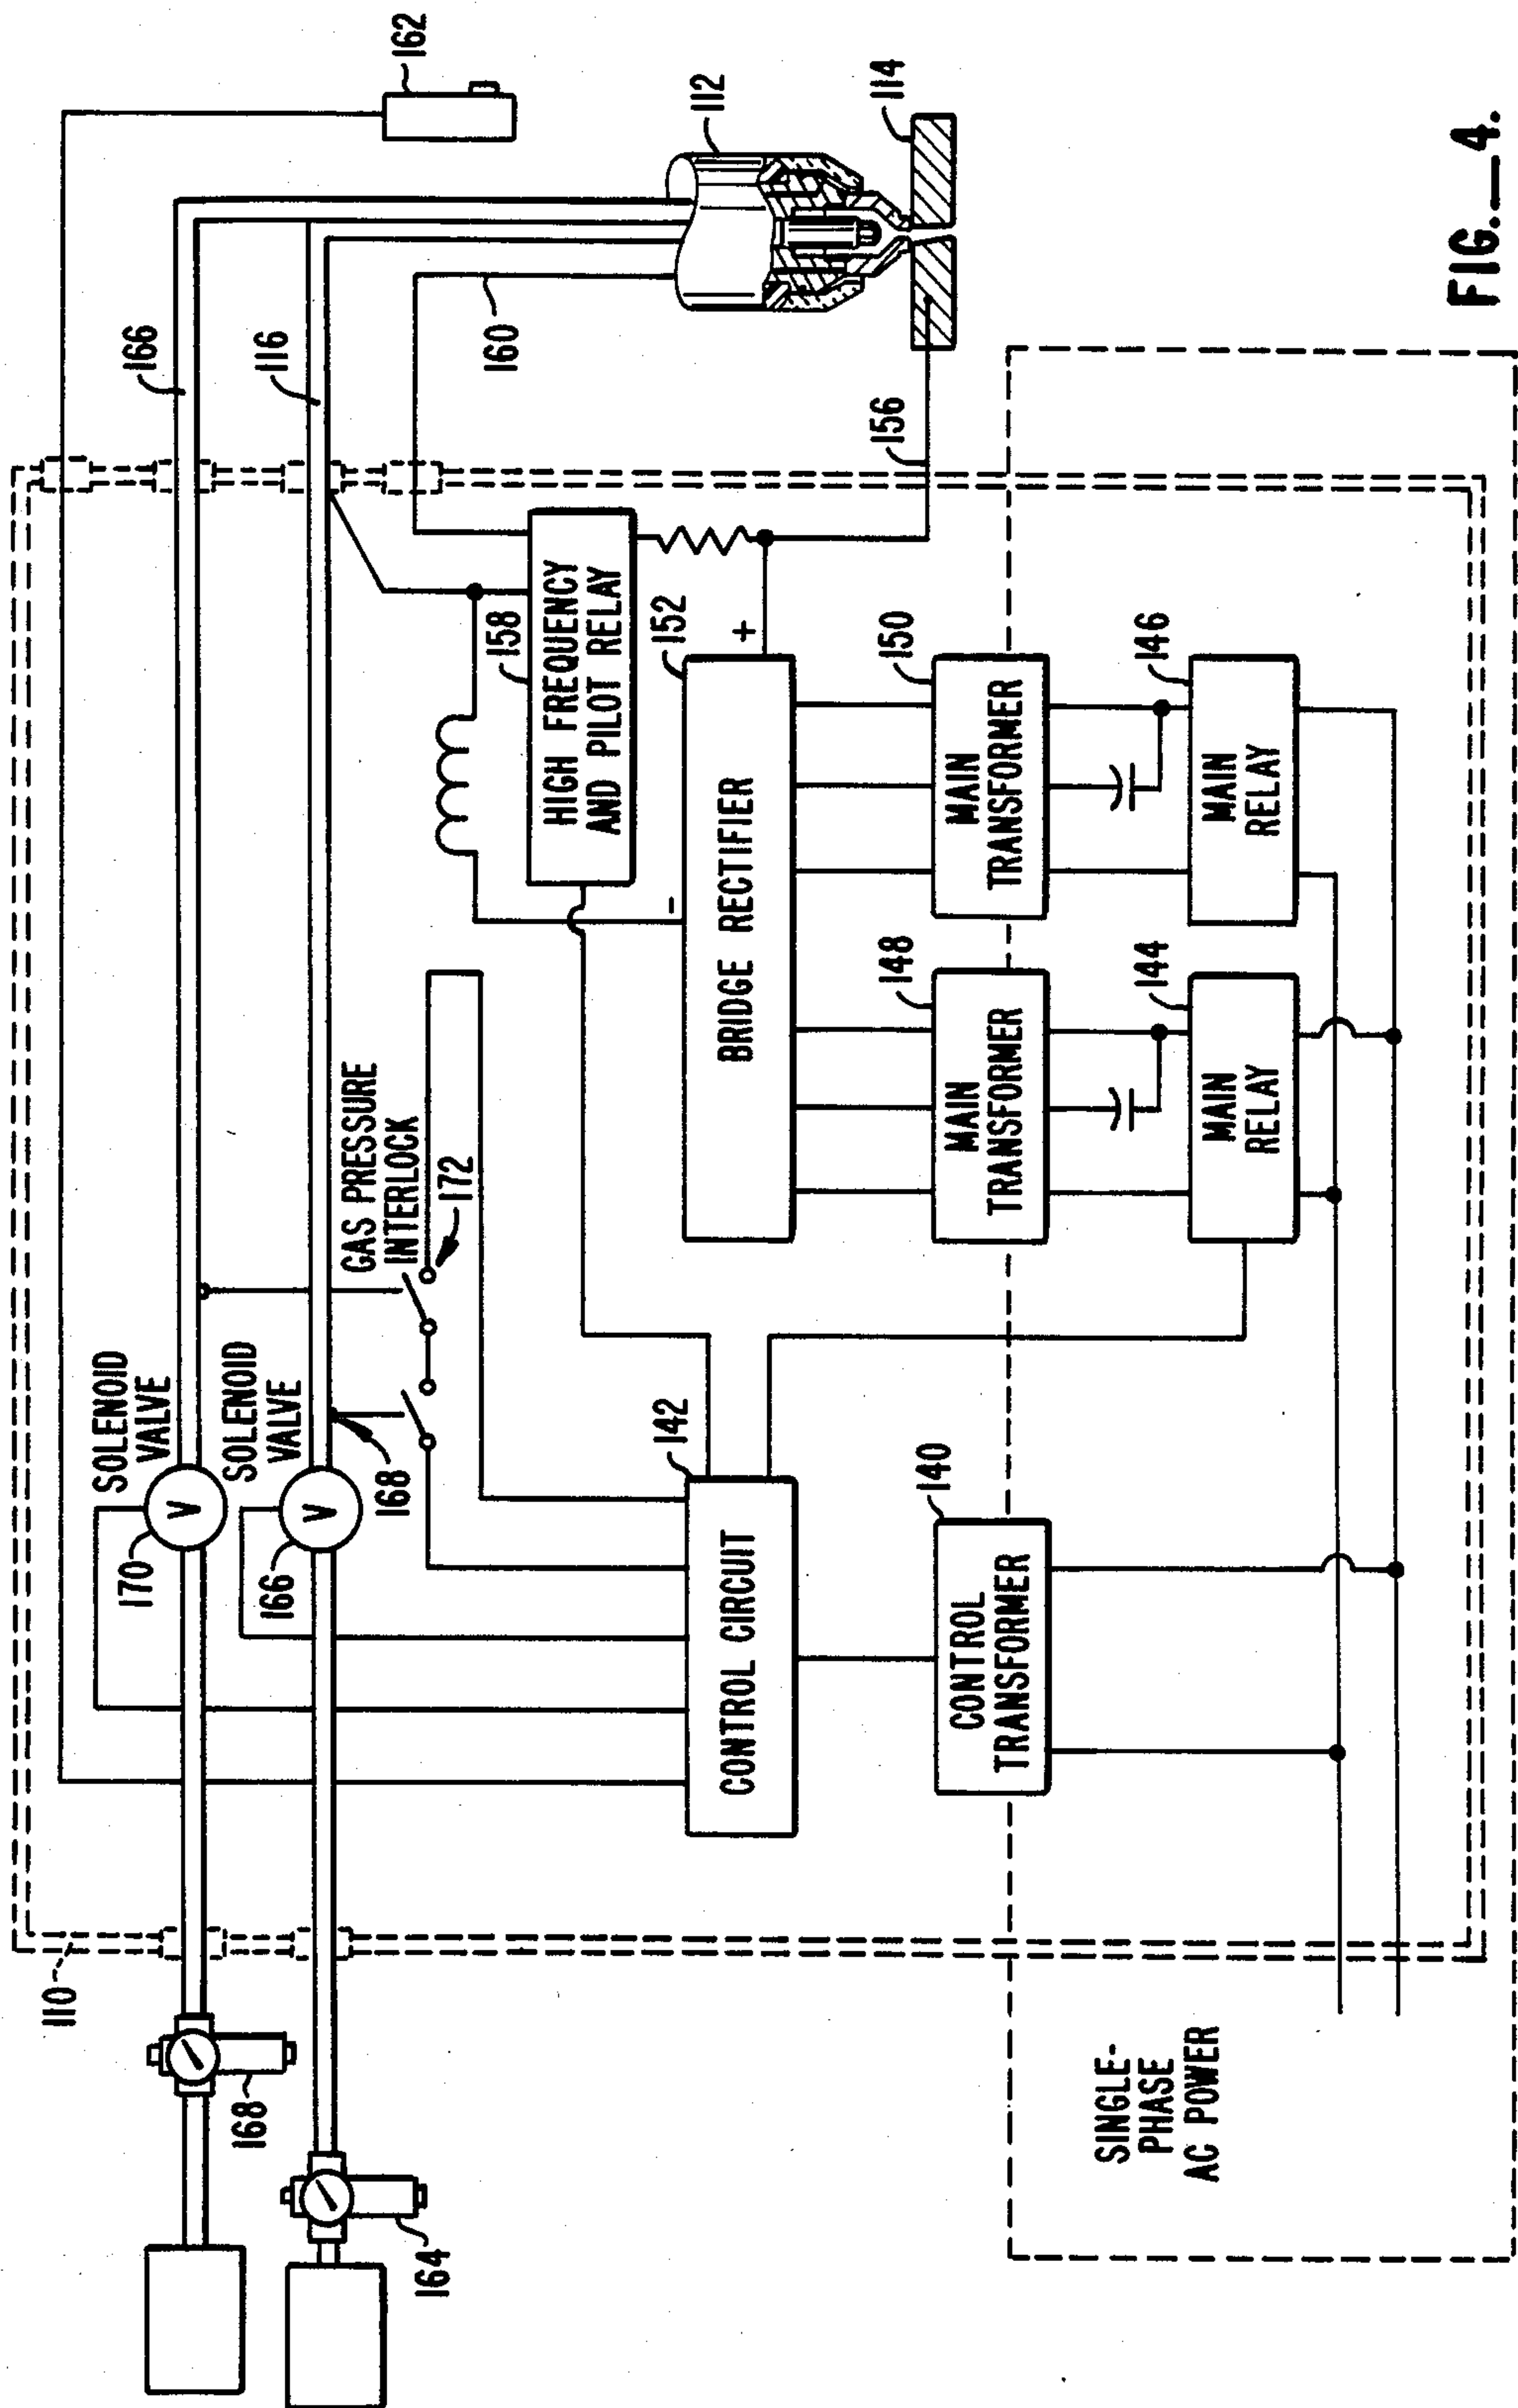 110
168
164
170
SOLENOID
VALVE
166
SOLENOID
VALVE
168
GAS PRESSURE
INTERLOCK
172
166
116
160
162
112
114
156
142
CONTROL CIRCUIT
158
HIGH FREQUENCY
AND PILOT RELAY
152
BRIDGE RECTIFIER
-
+
140
CONTROL
TRANSFORMER
148
MAIN
TRANSFORMER
150
MAIN
TRANSFORMER
144
MAIN
RELAY
146
MAIN
RELAY
SINGLE-
PHASE
AC POWER
V
V
FIG._4.